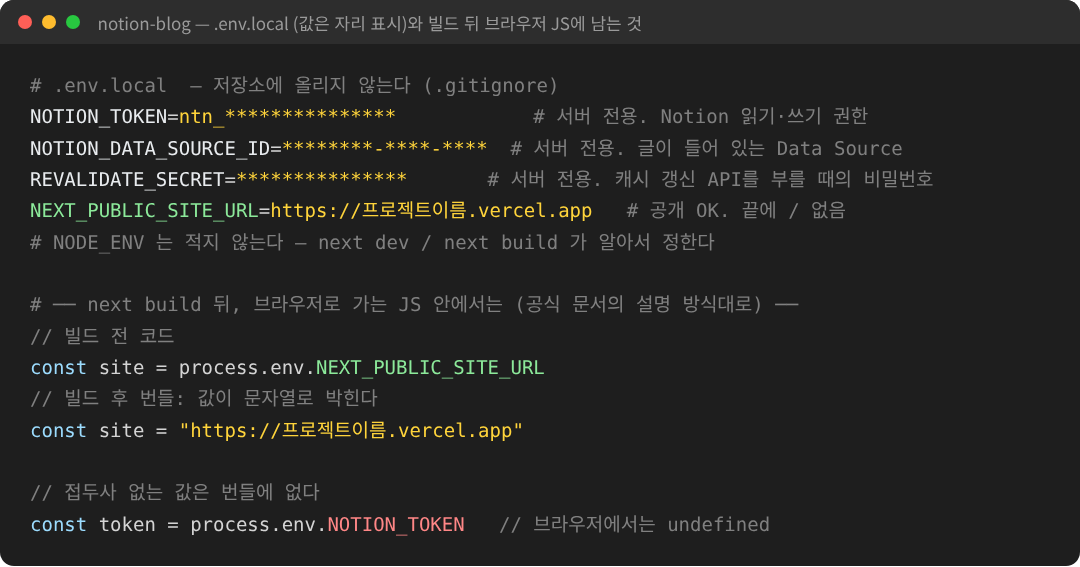 notion-blog — .env.local (값은 자리 표시)와 빌드 뒤 브라우저 JS에 남는 것
# .env.local  — 저장소에 올리지 않는다 (.gitignore)
NOTION_TOKEN=ntn_***************            # 서버 전용. Notion 읽기·쓰기 권한
NOTION_DATA_SOURCE_ID=********-****-****  # 서버 전용. 글이 들어 있는 Data Source
REVALIDATE_SECRET=***************       # 서버 전용. 캐시 갱신 API를 부를 때의 비밀번호
NEXT_PUBLIC_SITE_URL=https://프로젝트이름.vercel.app   # 공개 OK. 끝에 / 없음
# NODE_ENV 는 적지 않는다 — next dev / next build 가 알아서 정한다
# ── next build 뒤, 브라우저로 가는 JS 안에서는 (공식 문서의 설명 방식대로) ──
// 빌드 전 코드
const site = process.env.NEXT_PUBLIC_SITE_URL
// 빌드 후 번들: 값이 문자열로 박힌다
const site = "https://프로젝트이름.vercel.app"
// 접두사 없는 값은 번들에 없다
const token = process.env.NOTION_TOKEN   // 브라우저에서는 undefined